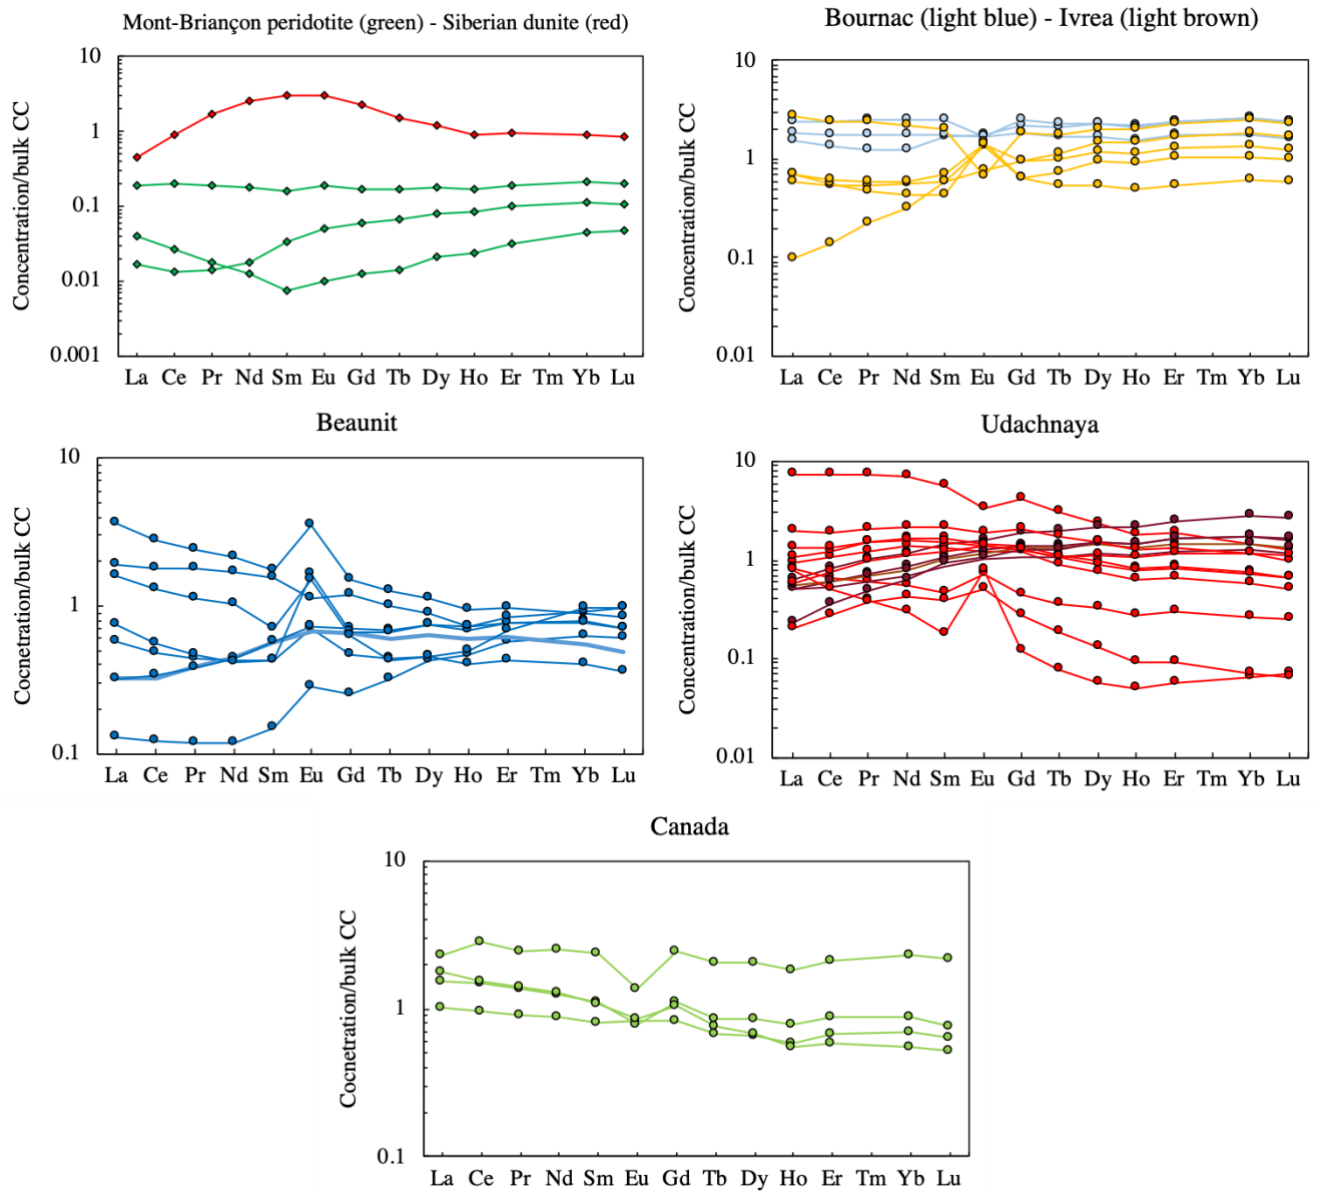 Mont-Briançon peridotite (green) - Siberian dunite (red)
10
1
0.1
0.01
0.001
Concentration/bulk CC
La Ce Pr Nd Sm Eu Gd Tb Dy Ho Er Tm Yb Lu
Bournac (light blue) - Ivrea (light brown)
10
1
0.1
0.01
Concentration/bulk CC
La Ce Pr Nd Sm Eu Gd Tb Dy Ho Er Tm Yb Lu
Beaunit
10
1
0.1
Cocnetration/bulk CC
La Ce Pr Nd Sm Eu Gd Tb Dy Ho Er Tm Yb Lu
Udachnaya
10
1
0.1
0.01
Concentration/bulk CC
La Ce Pr Nd Sm Eu Gd Tb Dy Ho Er Tm Yb Lu
Canada
10
1
0.1
Cocnetration/bulk CC
La Ce Pr Nd Sm Eu Gd Tb Dy Ho Er Tm Yb Lu